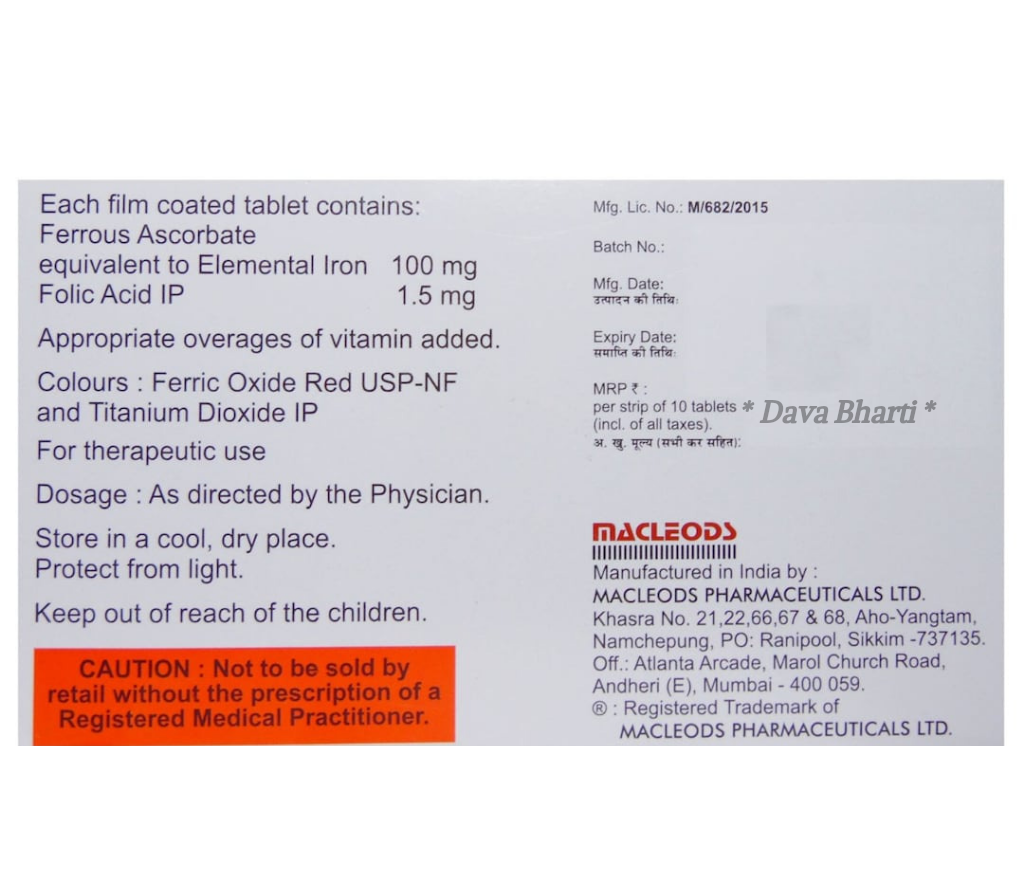 Each film coated tablet contains:
Ferrous Ascorbate
equivalent to Elemental Iron 100 mg
Folic Acid IP 1.5 mg
Appropriate overages of vitamin added.
Colours : Ferric Oxide Red USP-NF
and Titanium Dioxide IP
For therapeutic use
Dosage : As directed by the Physician.
Store in a cool, dry place.
Protect from light.
Keep out of reach of the children.
CAUTION : Not to be sold by
retail without the prescription of a
Registered Medical Practitioner.
Mfg. Lic. No.: M/682/2015
Batch No.:
Mfg. Date:
उत्पादन की तिथि:
Expiry Date:
समाप्ति की तिथि:
MRP ₹ :
per strip of 10 tablets * Dava Bharti *
(incl. of all taxes).
अ. खु. मूल्य (सभी कर सहित):
MACLEODS
Manufactured in India by :
MACLEODS PHARMACEUTICALS LTD.
Khasra No. 21,22,66,67 & 68, Aho-Yangtam,
Namchepung, PO: Ranipool, Sikkim -737135.
Off.: Atlanta Arcade, Marol Church Road,
Andheri (E), Mumbai - 400 059.
® : Registered Trademark of
MACLEODS PHARMACEUTICALS LTD.